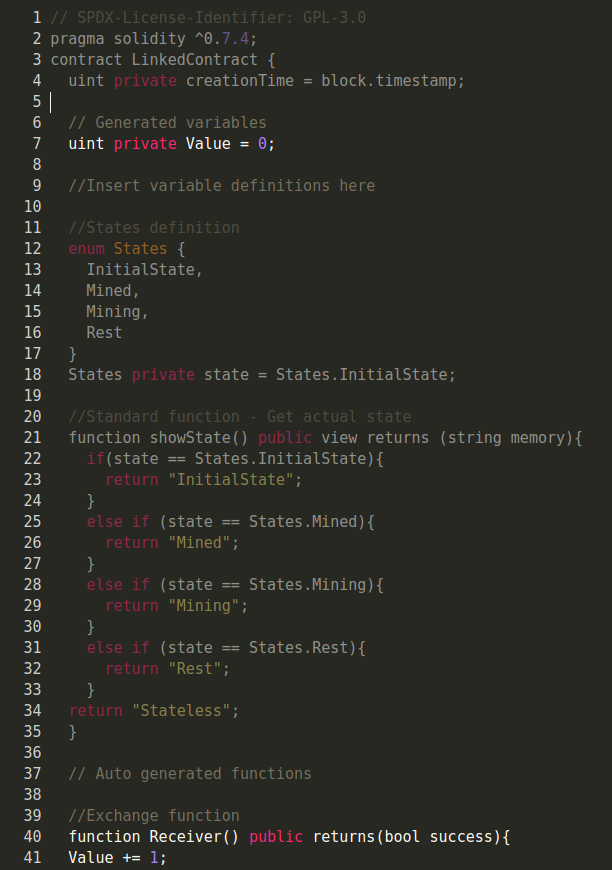 1 // SPDX-License-Identifier: GPL-3.0
2 pragma solidity ^0.7.4;
3 contract LinkedContract {
4   uint private creationTime = block.timestamp;
5
6   // Generated variables
7   uint private Value = 0;
8
9   //Insert variable definitions here
10
11   //States definition
12   enum States {
13     InitialState,
14     Mined,
15     Mining,
16     Rest
17   }
18   States private state = States.InitialState;
19
20   //Standard function - Get actual state
21   function showState() public view returns (string memory){
22     if(state == States.InitialState){
23       return "InitialState";
24     }
25     else if (state == States.Mined){
26       return "Mined";
27     }
28     else if (state == States.Mining){
29       return "Mining";
30     }
31     else if (state == States.Rest){
32       return "Rest";
33     }
34   return "Stateless";
35   }
36
37   // Auto generated functions
38
39   //Exchange function
40   function Receiver() public returns(bool success){
41   Value += 1;